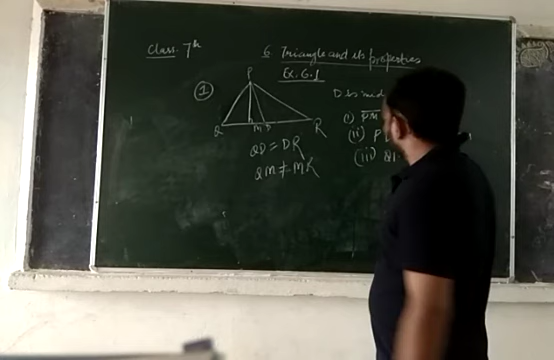 Class. 7th
6 Triangle and its properties
Ex. 6.1
1
P
D is mid
(i) PM
Q M D R
(ii) P
QD = DR
(iii) Q
QM ≠ MR